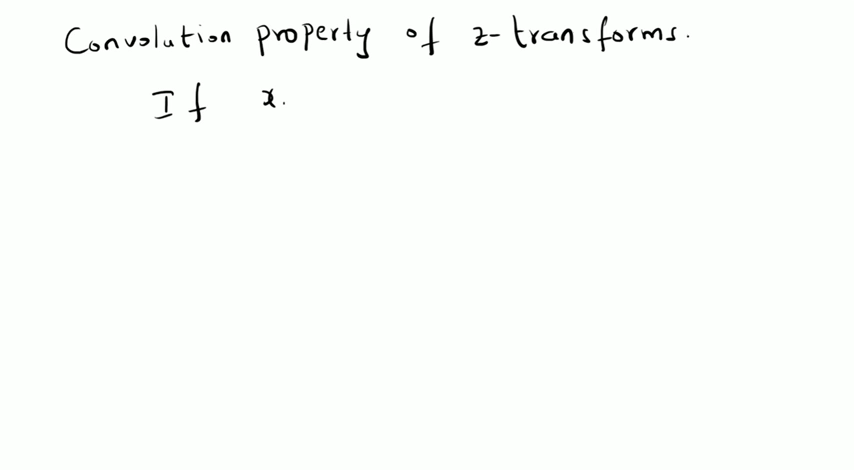 Convolution property of z-transforms.
If x.